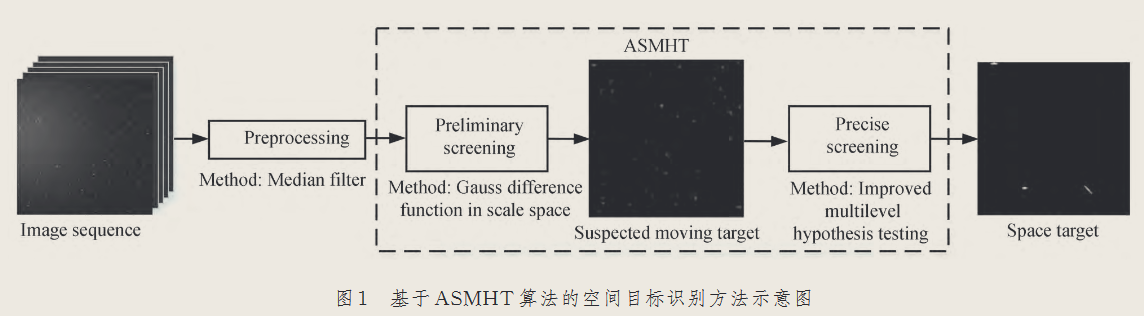 ASMHT
Preprocessing
Method: Median filter
Preliminary
screening
Method: Gauss difference
function in scale space
Precise
screening
Method: Improved
multilevel
hypothesis testing
Image sequence
Suspected moving target
Space target
图1 基于ASMHT算法的空间目标识别方法示意图